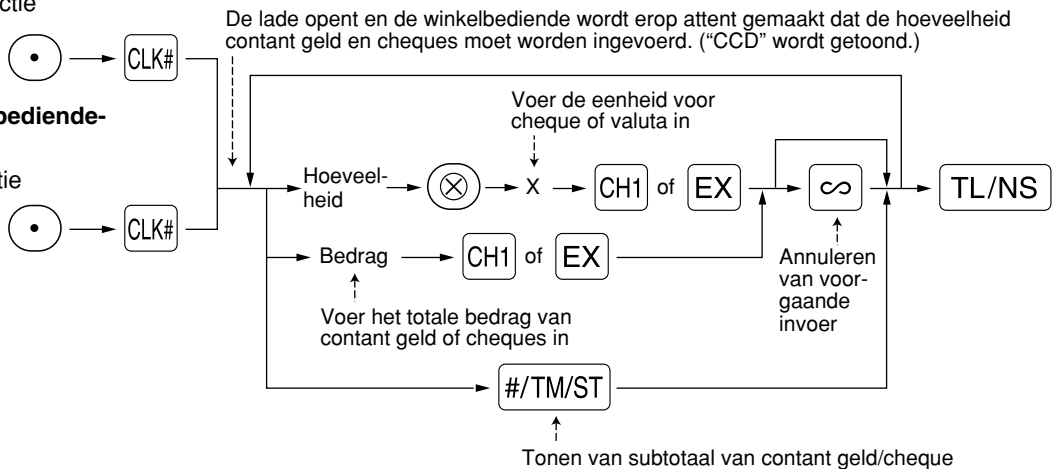 ctie
De lade opent en de winkelbediende wordt erop attent gemaakt dat de hoeveelheid
contant geld en cheques moet worden ingevoerd. (“CCD” wordt getoond.)
• CLK#
bediende-
tie
• CLK#
Voer de eenheid voor
cheque of valuta in
Hoeveel-
heid
⊗ X CH1 of EX ∽ TL/NS
Bedrag CH1 of EX
Annuleren
van voor-
gaande
invoer
Voer het totale bedrag van
contant geld of cheques in
#/TM/ST
Tonen van subtotaal van contant geld/cheque